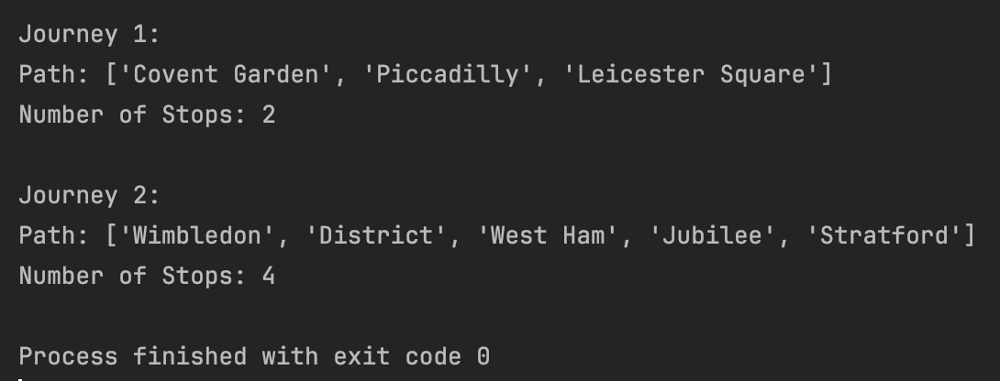 Journey 1:
Path: ['Covent Garden', 'Piccadilly', 'Leicester Square']
Number of Stops: 2
Journey 2:
Path: ['Wimbledon', 'District', 'West Ham', 'Jubilee', 'Stratford']
Number of Stops: 4
Process finished with exit code 0